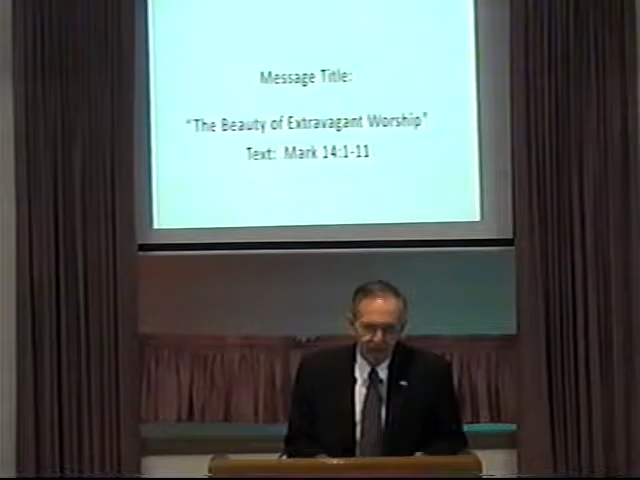 Message Title:
"The Beauty of Extravagant Worship"
Text: Mark 14:1-11